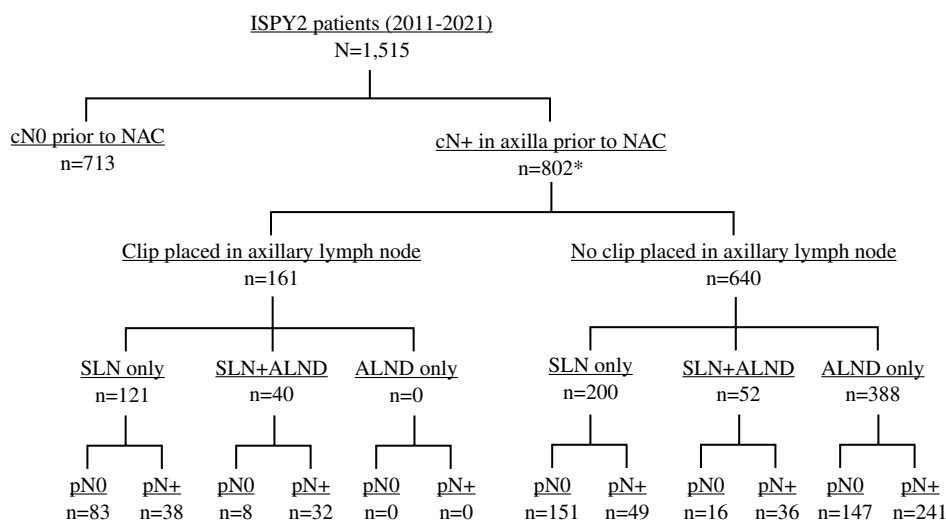 ISPY2 patients (2011-2021)
N=1,515
cN0 prior to NAC
n=713
cN+ in axilla prior to NAC
n=802*
Clip placed in axillary lymph node
n=161
No clip placed in axillary lymph node
n=640
SLN only
n=121
SLN+ALND
n=40
ALND only
n=0
SLN only
n=200
SLN+ALND
n=52
ALND only
n=388
pN0
n=83
pN+
n=38
pN0
n=8
pN+
n=32
pN0
n=0
pN+
n=0
pN0
n=151
pN+
n=49
pN0
n=16
pN+
n=36
pN0
n=147
pN+
n=241